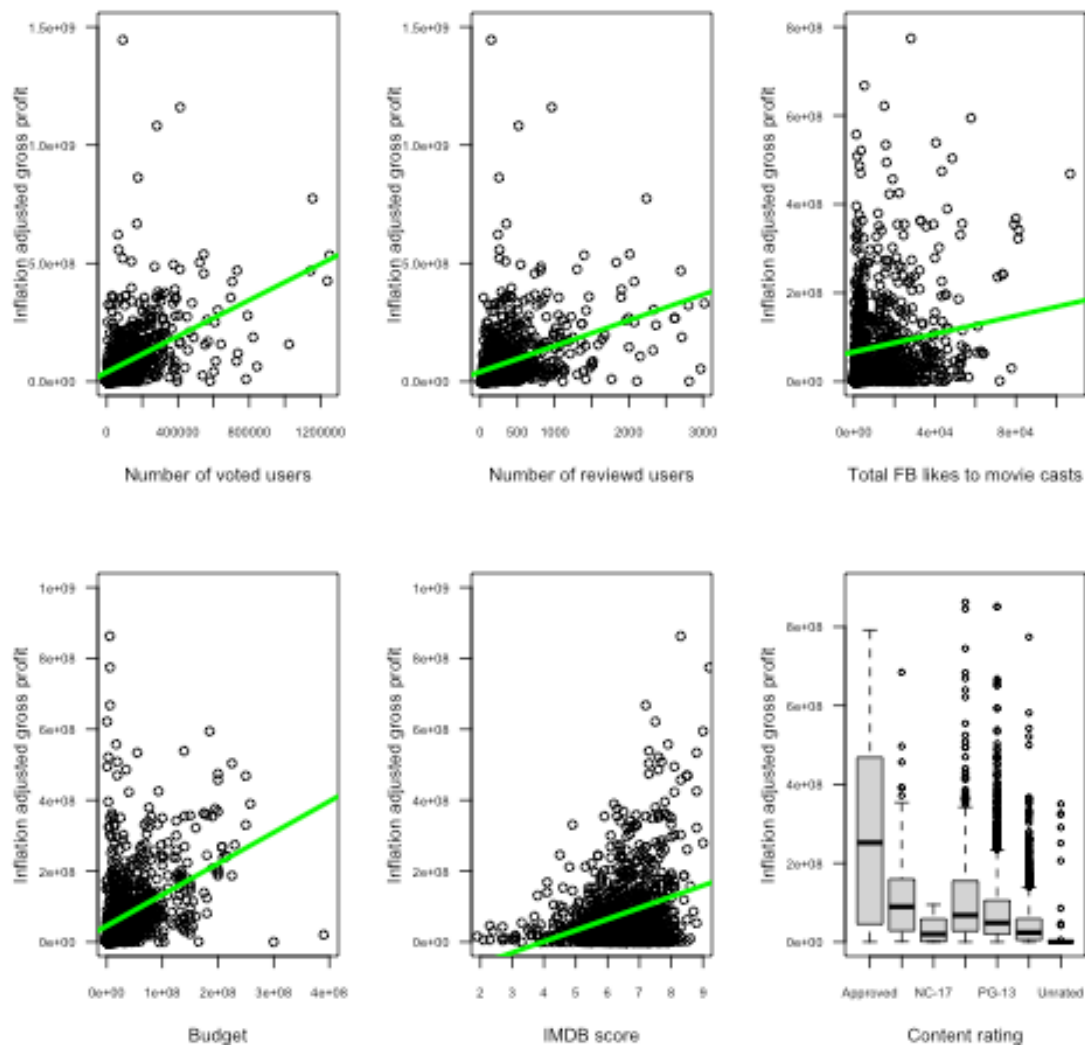 Inflation adjusted gross profit
1.5e+09
1.0e+09
5.0e+08
0.0e+00
0 400000 800000 1200000
Number of voted users
Inflation adjusted gross profit
1.5e+09
1.0e+09
5.0e+08
0.0e+00
0 500 1000 2000 3000
Number of reviewd users
Inflation adjusted gross profit
8e+08
6e+08
4e+08
2e+08
0e+00
0e+00 4e+04 8e+04
Total FB likes to movie casts
Inflation adjusted gross profit
1e+09
8e+08
6e+08
4e+08
2e+08
0e+00
0e+00 1e+08 2e+08 3e+08 4e+08
Budget
Inflation adjusted gross profit
1e+09
8e+08
6e+08
4e+08
2e+08
0e+00
2 3 4 5 6 7 8 9
IMDB score
Inflation adjusted gross profit
8e+08
6e+08
4e+08
2e+08
0e+00
Approved NC-17 PG-13 Unrated
Content rating